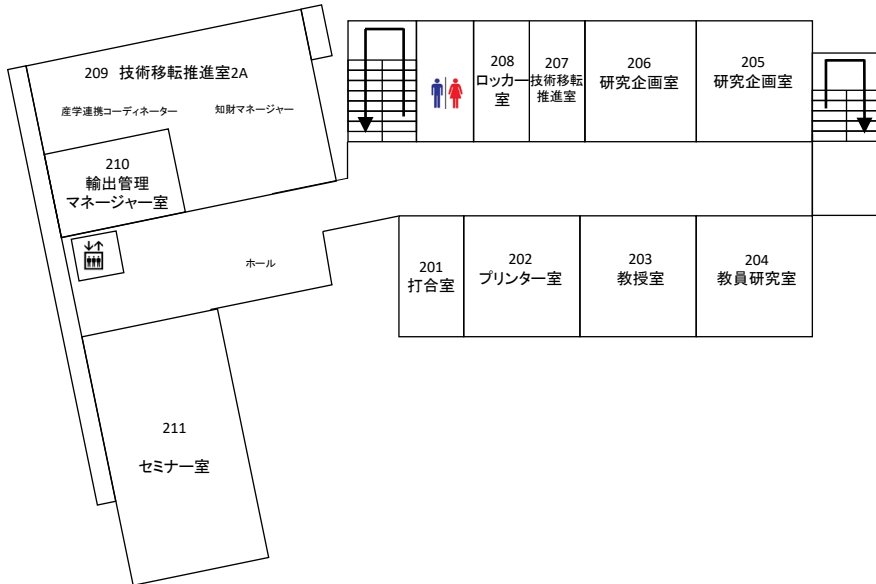 209 技術移転推進室2A
産学連携コーディネーター
知財マネージャー
210
輸出管理
マネージャー室
ホール
211
セミナー室
208
ロッカー
室
207
技術移転
推進室
206
研究企画室
205
研究企画室
201
打合室
202
プリンター室
203
教授室
204
教員研究室